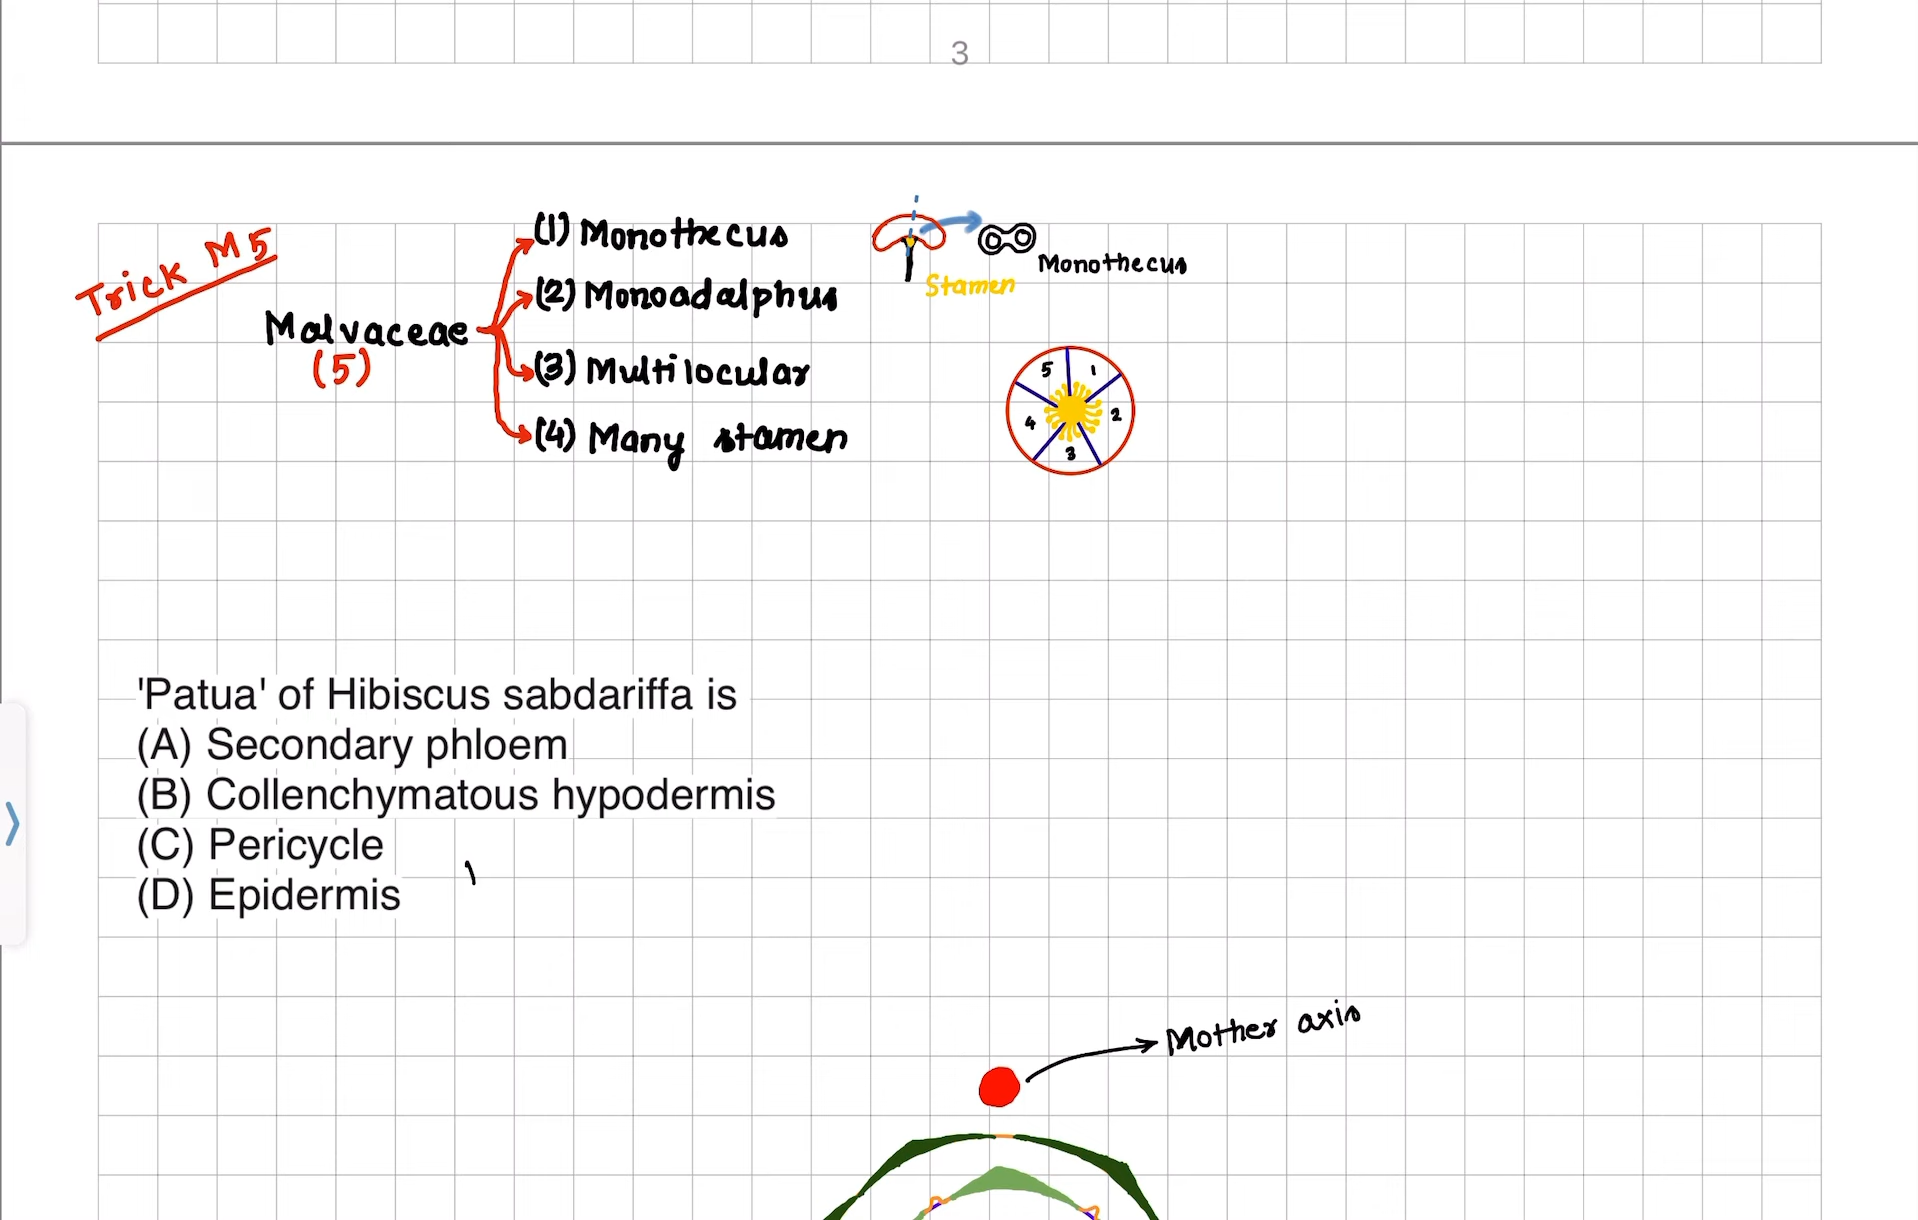 3
Trick M5
Malvaceae
(5)
(1) Monothecus
(2) Monoadalphus
(3) Multilocular
(4) Many stamen
Stamen
Monothecus
5
1
4
2
3
'Patua' of Hibiscus sabdariffa is
(A) Secondary phloem
(B) Collenchymatous hypodermis
(C) Pericycle
(D) Epidermis
Mother axis